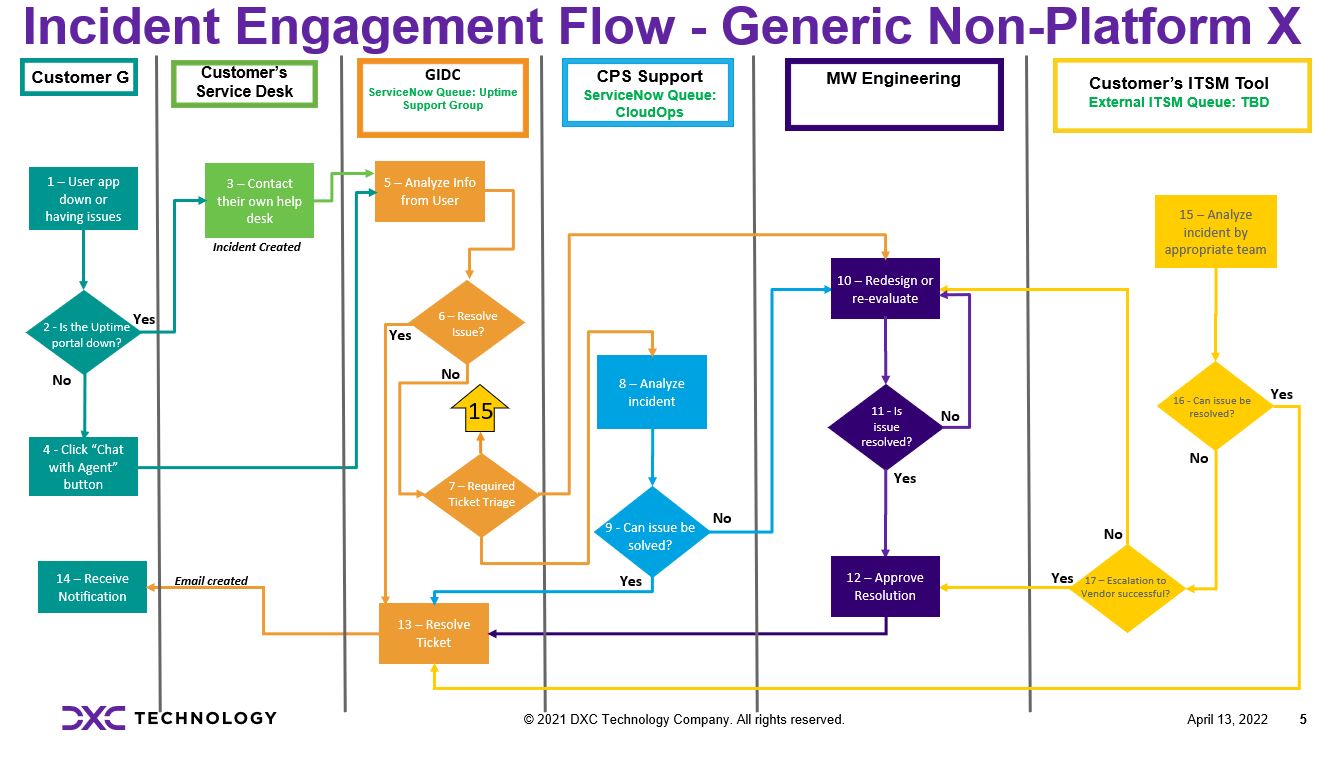 Incident Engagement Flow - Generic Non-Platform X
Customer G
Customer's
Service Desk
GIDC
ServiceNow Queue: Uptime
Support Group
CPS Support
ServiceNow Queue:
CloudOps
MW Engineering
Customer's ITSM Tool
External ITSM Queue: TBD
1 – User app
down or
having issues
2 - Is the Uptime
portal down?
Yes
No
3 – Contact
their own help
desk
Incident Created
4 - Click “Chat
with Agent”
button
5 – Analyze Info
from User
6 – Resolve
Issue?
Yes
No
15
7 – Required
Ticket Triage
8 – Analyze
incident
9 - Can issue be
solved?
No
Yes
10 – Redesign or
re-evaluate
11 - Is
issue
resolved?
No
Yes
12 – Approve
Resolution
13 – Resolve
Ticket
14 – Receive
Notification
Email created
15 – Analyze
incident by
appropriate team
16 - Can issue be
resolved?
Yes
No
17 – Escalation to
Vendor successful?
No
Yes
DXC TECHNOLOGY
© 2021 DXC Technology Company. All rights reserved.
April 13, 2022
5